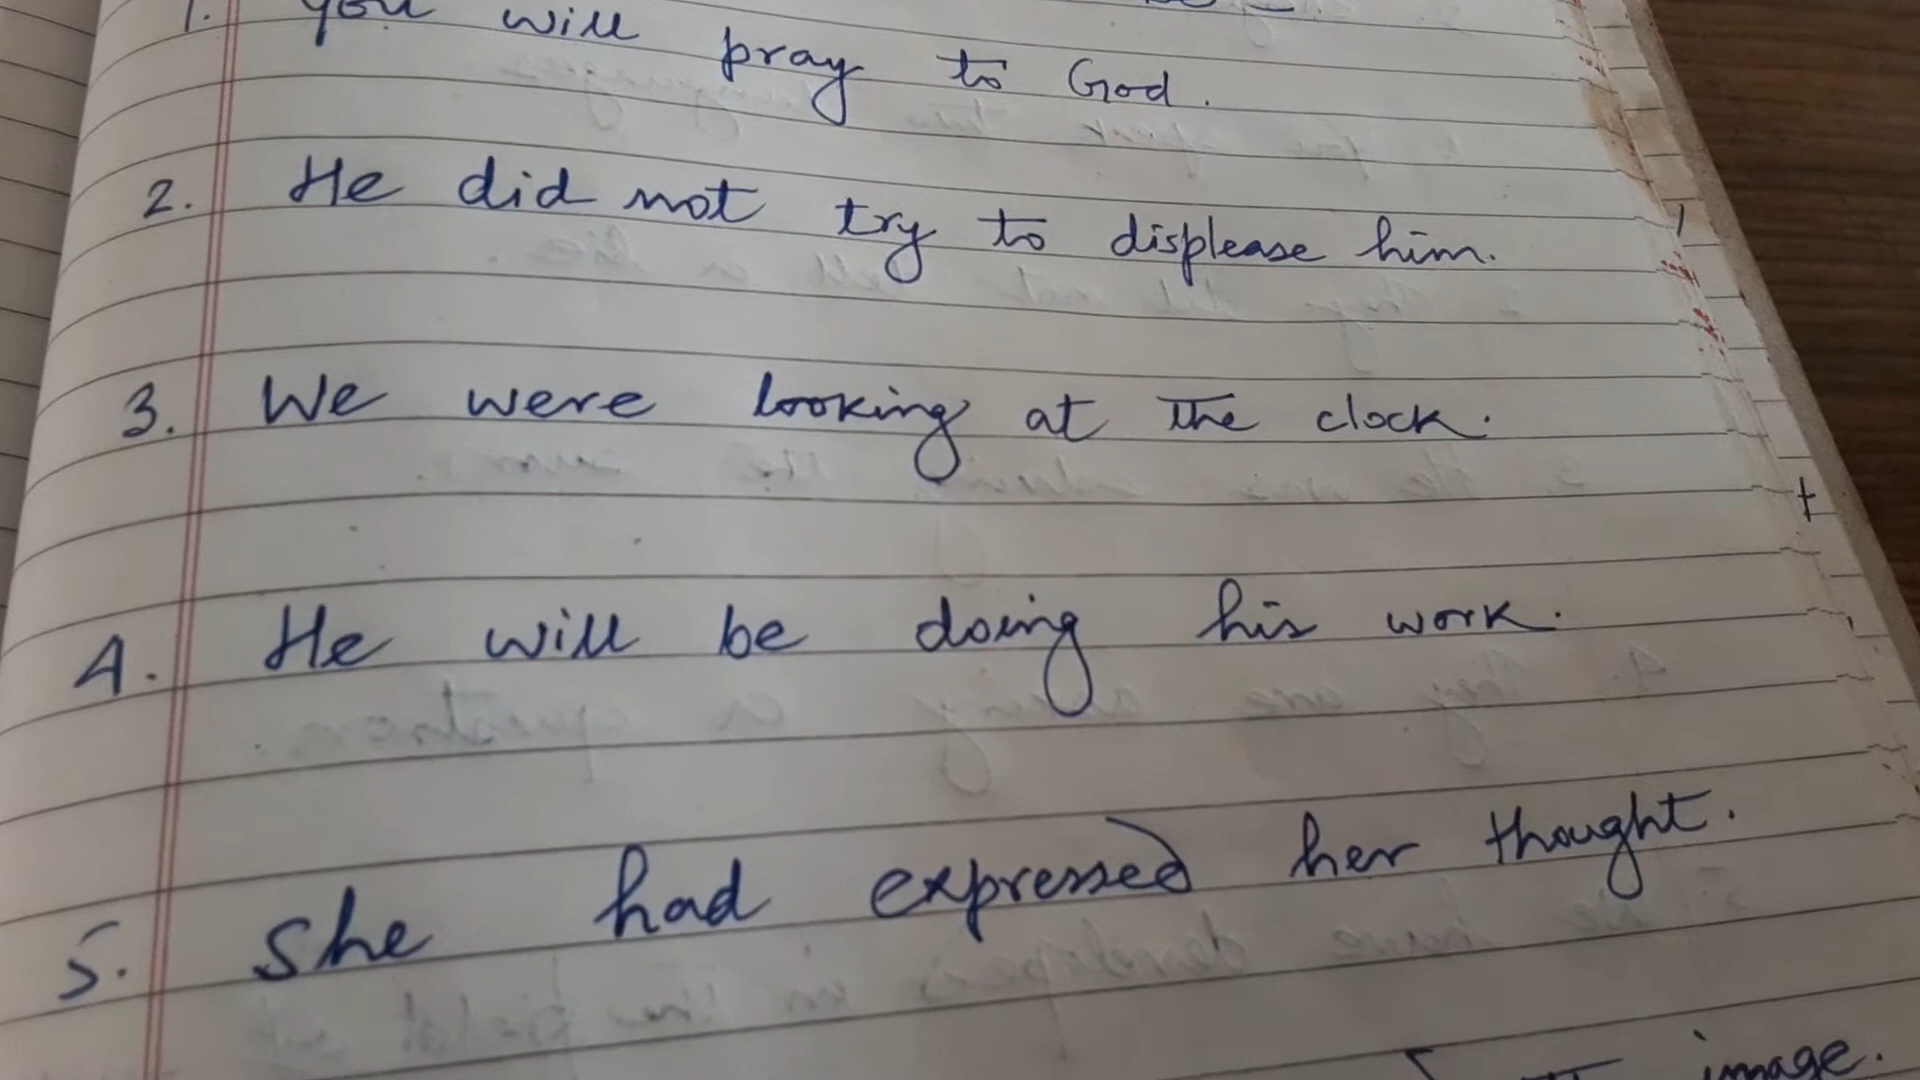 1. You will pray to God.
2. He did not try to displease him.
3. We were looking at the clock.
4. He will be doing his work.
5. She had expressed her thought.
image.